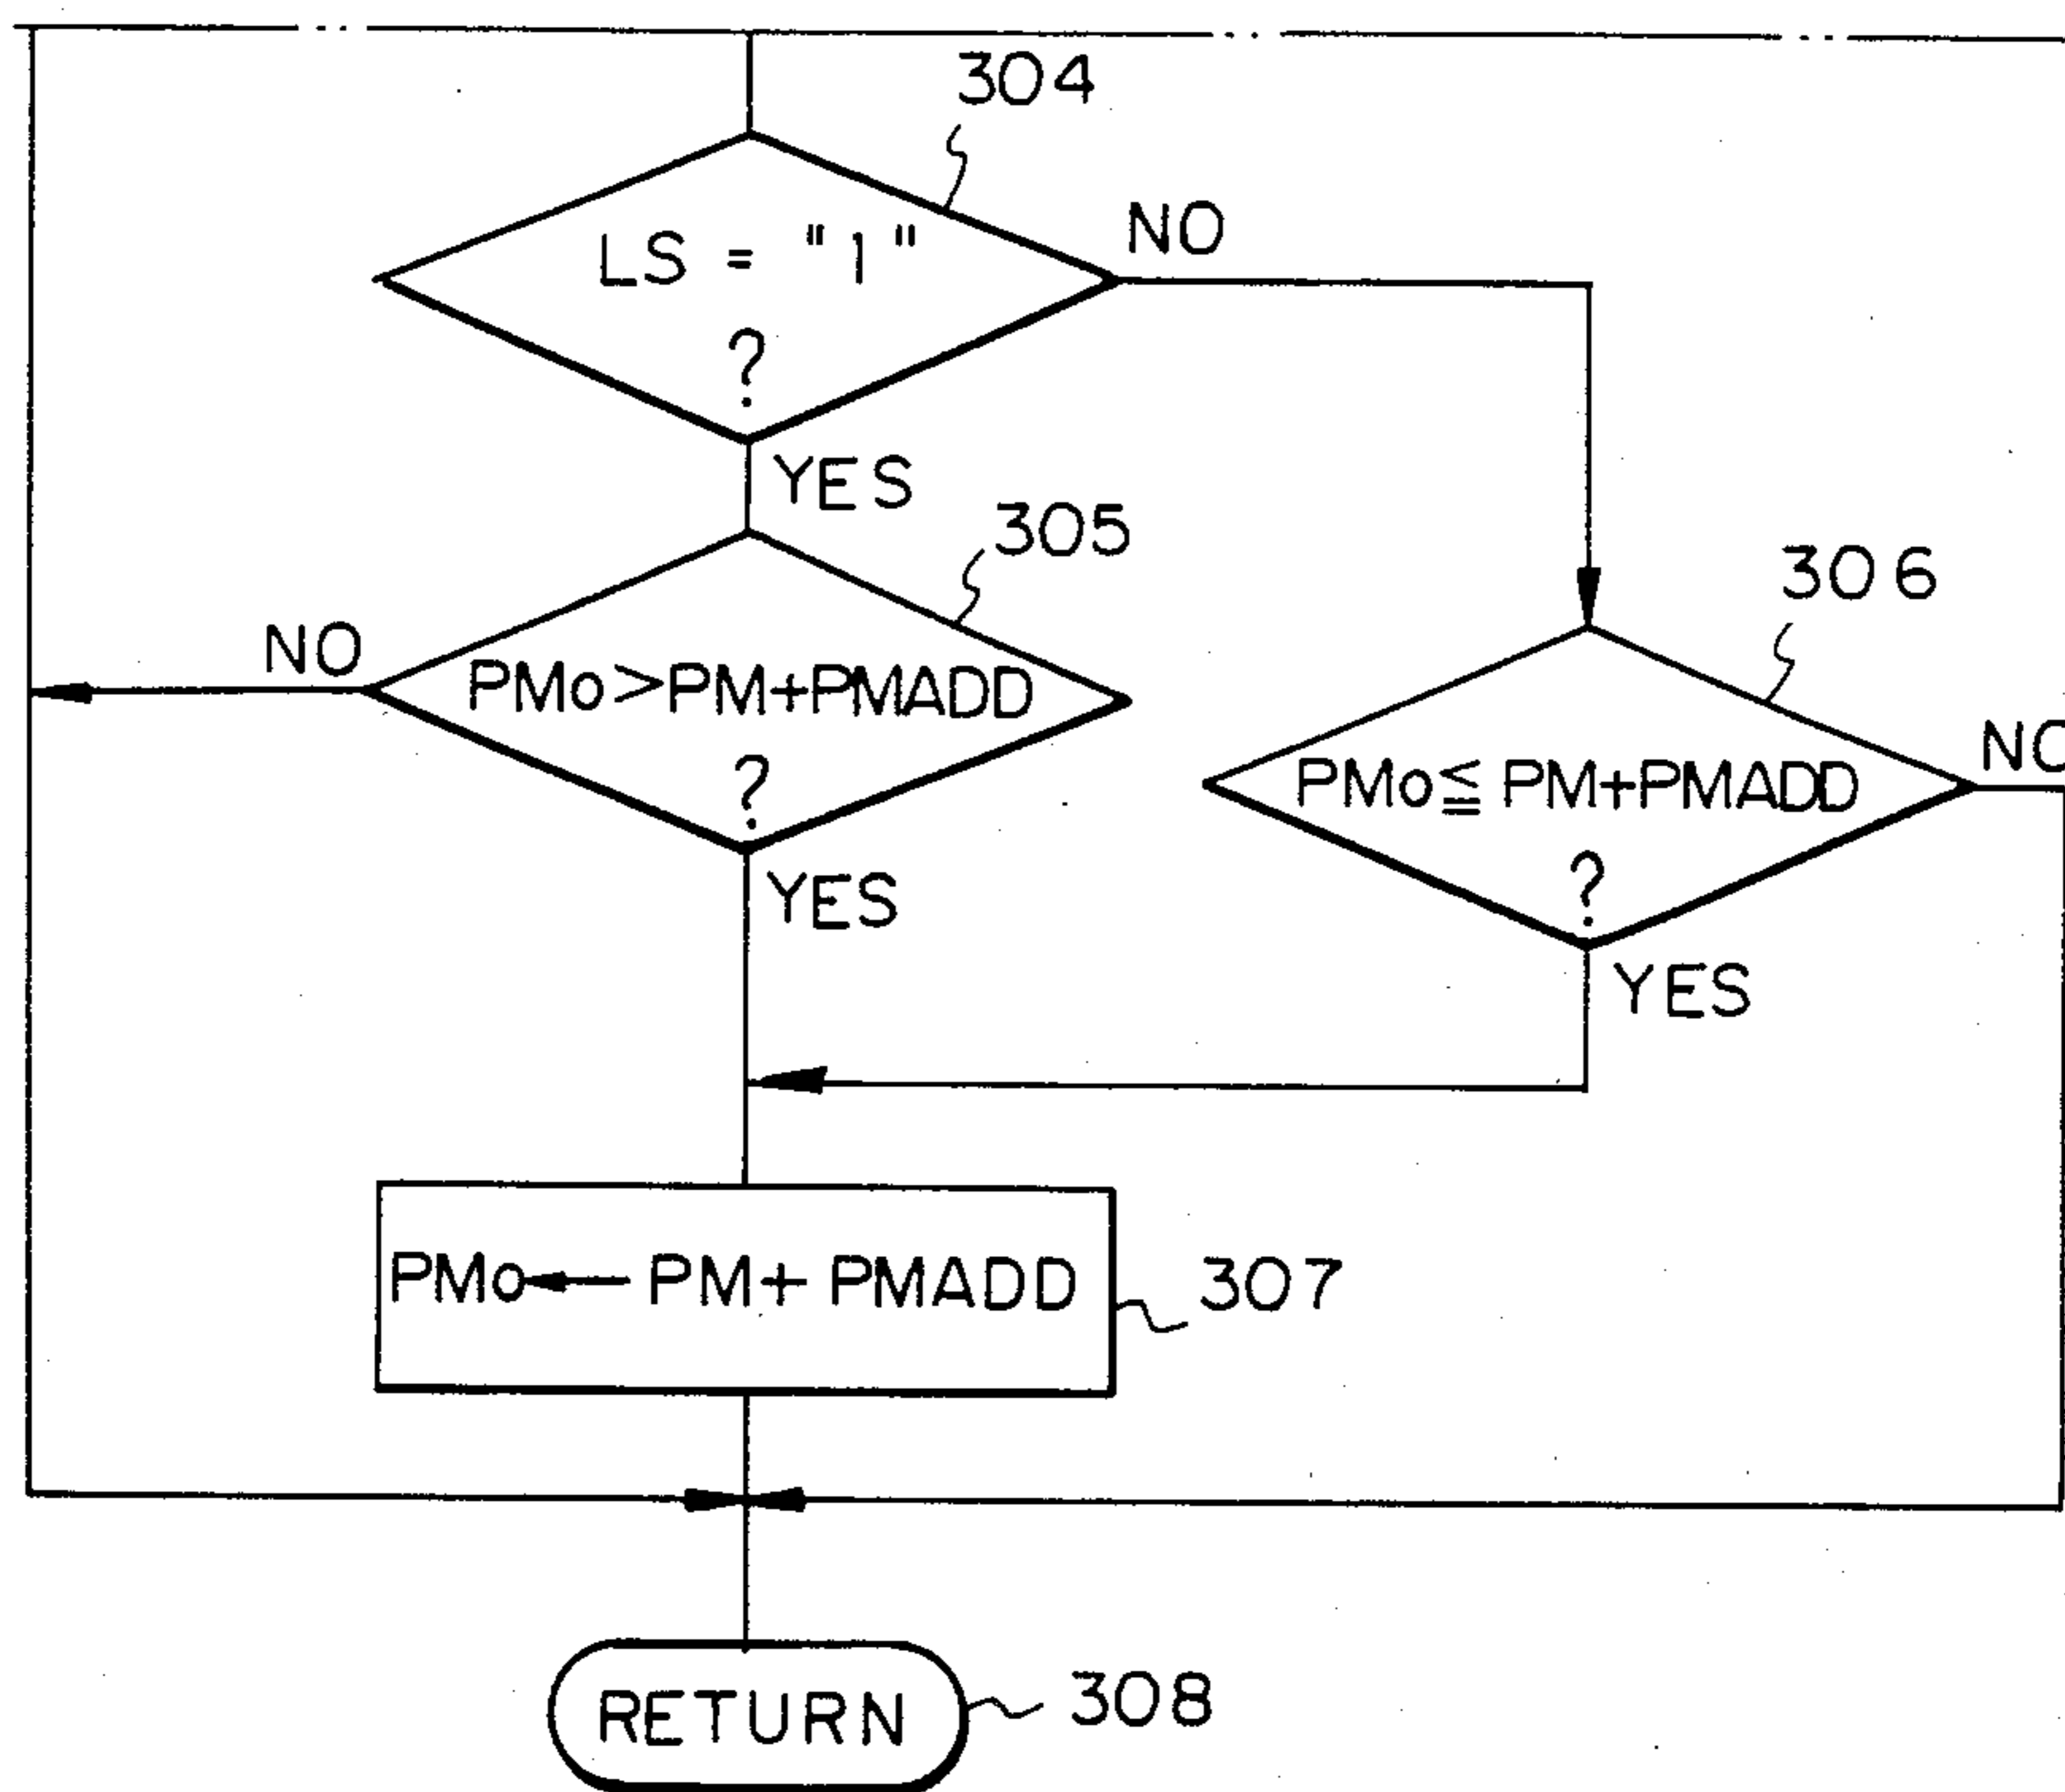 304
LS = "1"
?
NO
YES
305
NO
PMo>PM+PMADD
?
YES
306
PMo≦PM+PMADD
?
NO
YES
PMo←PM+PMADD
307
RETURN
308